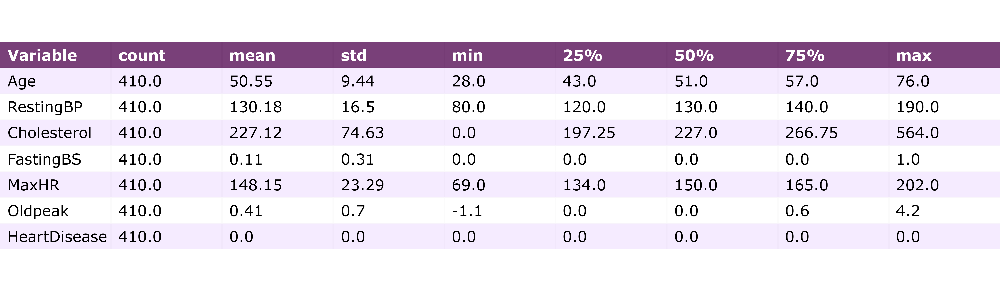 Variable count mean std min 25% 50% 75% max
Age 410.0 50.55 9.44 28.0 43.0 51.0 57.0 76.0
RestingBP 410.0 130.18 16.5 80.0 120.0 130.0 140.0 190.0
Cholesterol 410.0 227.12 74.63 0.0 197.25 227.0 266.75 564.0
FastingBS 410.0 0.11 0.31 0.0 0.0 0.0 0.0 1.0
MaxHR 410.0 148.15 23.29 69.0 134.0 150.0 165.0 202.0
Oldpeak 410.0 0.41 0.7 -1.1 0.0 0.0 0.6 4.2
HeartDisease 410.0 0.0 0.0 0.0 0.0 0.0 0.0 0.0